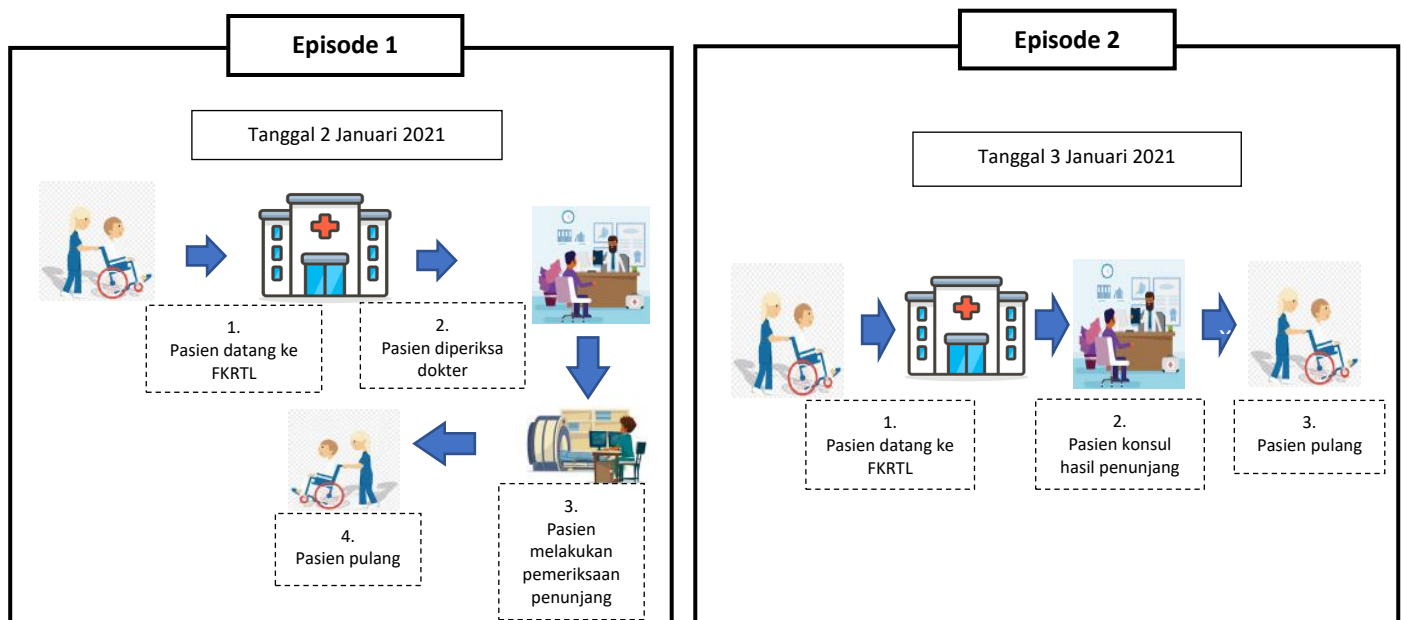 Episode 1
Tanggal 2 Januari 2021
1.
Pasien datang ke
FKRTL
2.
Pasien diperiksa
dokter
3.
Pasien
melakukan
pemeriksaan
penunjang
4.
Pasien pulang
Episode 2
Tanggal 3 Januari 2021
1.
Pasien datang ke
FKRTL
2.
Pasien konsul
hasil penunjang
3.
Pasien pulang